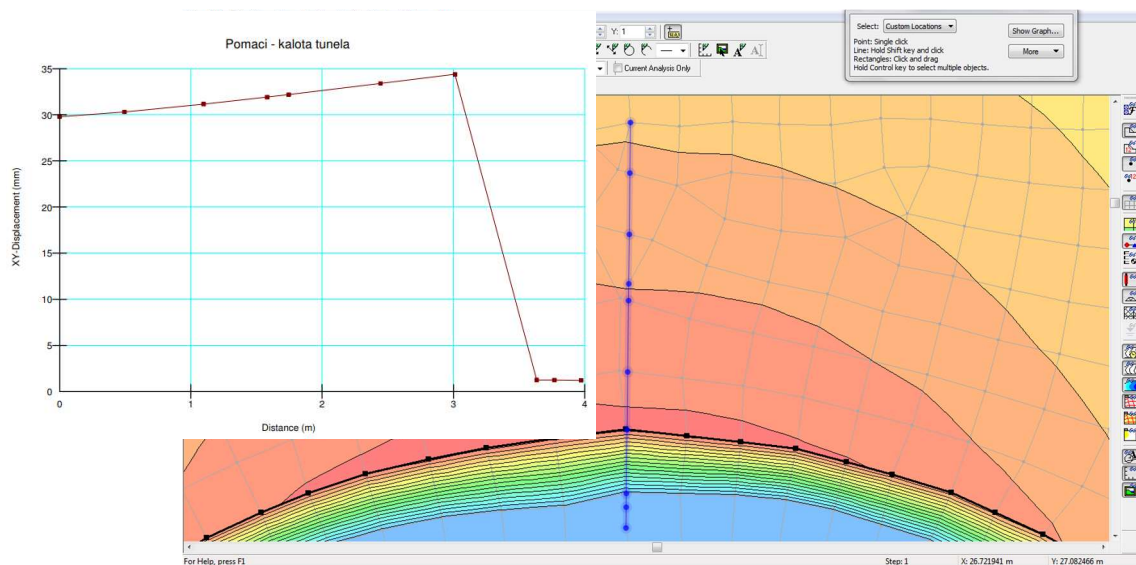 Pomaci - kalota tunela
XY-Displacement (mm)
35
30
25
20
15
10
5
0
0
1
2
3
4
Distance (m)
Y: 1
Current Analysis Only
Select: Custom Locations
Show Graph...
Point: Single click
Line: Hold Shift key and click
Rectangles: Click and drag
Hold Control key to select multiple objects.
More
For Help, press F1
Step: 1
X: 26.721941 m
Y: 27.082466 m